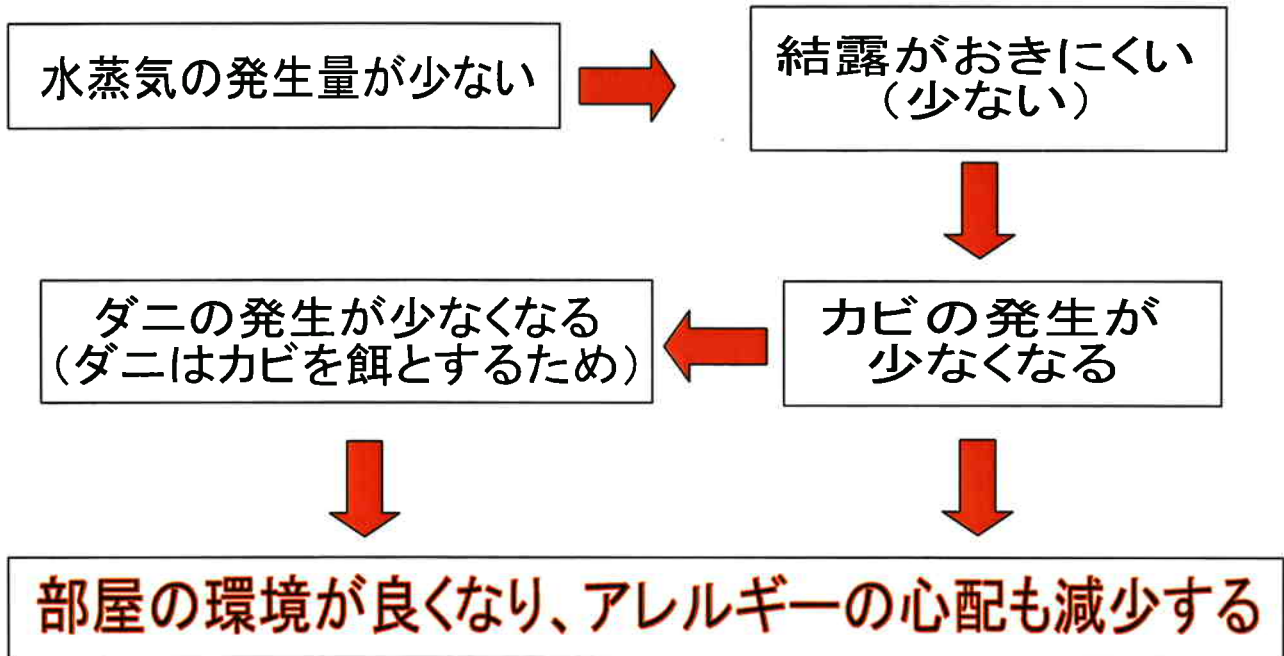 水蒸気の発生量が少ない
結露がおきにくい
（少ない）
カビの発生が
少なくなる
ダニの発生が少なくなる
（ダニはカビを餌とするため）
部屋の環境が良くなり、アレルギーの心配も減少する